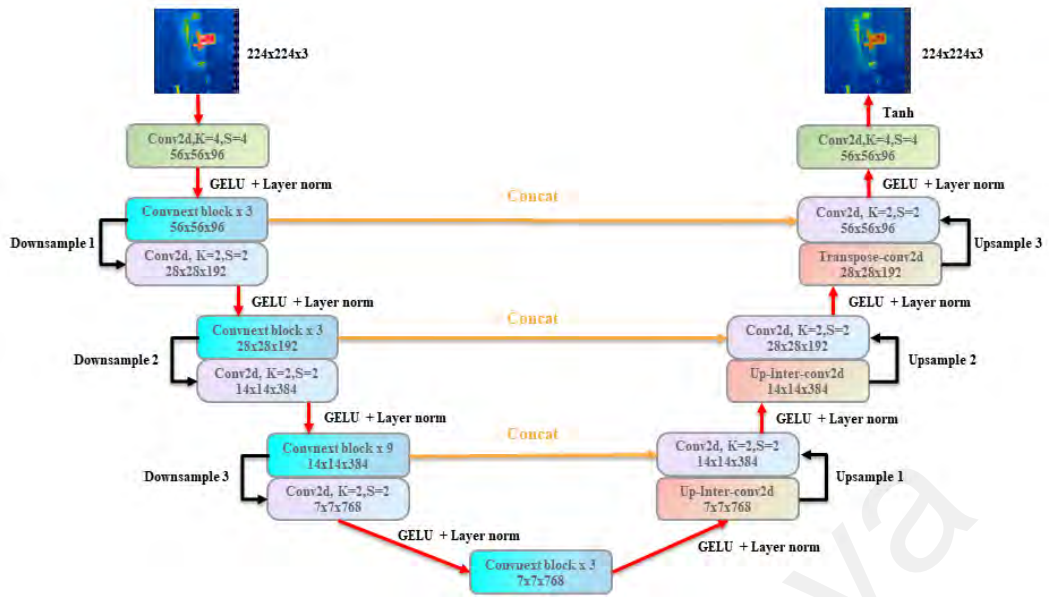 224x224x3
224x224x3
Tanh
Conv2d,K=4,S=4
56x56x96
Conv2d,K=4,S=4
56x56x96
GELU + Layer norm
GELU + Layer norm
Concat
Convnext block x 3
56x56x96
Conv2d, K=2,S=2
56x56x96
Downsample 1
Upsample 3
Conv2d, K=2,S=2
28x28x192
Transpose-conv2d
28x28x192
GELU + Layer norm
GELU + Layer norm
Concat
Convnext block x 3
28x28x192
Conv2d, K=2,S=2
28x28x192
Downsample 2
Upsample 2
Conv2d, K=2,S=2
14x14x384
Up-Inter-conv2d
14x14x384
GELU + Layer norm
GELU + Layer norm
Concat
Convnext block x 9
14x14x384
Conv2d, K=2,S=2
14x14x384
Downsample 3
Upsample 1
Conv2d, K=2,S=2
7x7x768
Up-Inter-conv2d
7x7x768
GELU + Layer norm
GELU + Layer norm
Convnext block x 3
7x7x768
ya